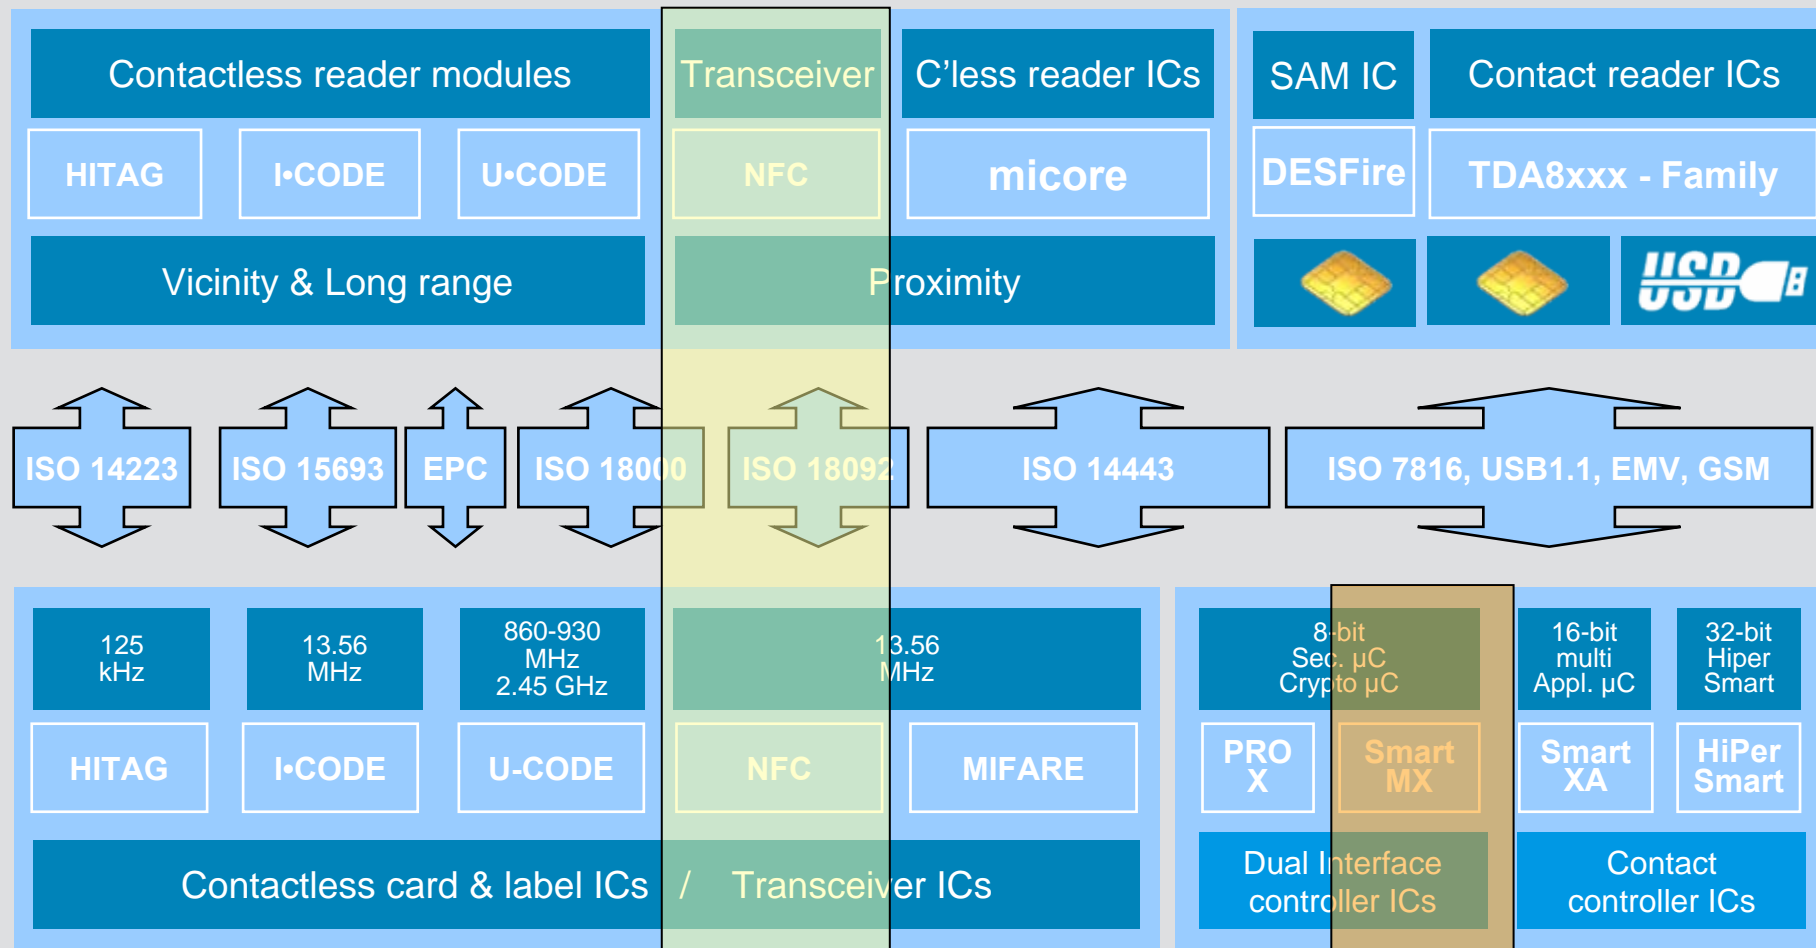 Contactless reader modules
Transceiver
C'less reader ICs
SAM IC
Contact reader ICs
HITAG
I•CODE
U•CODE
NFC
micore
DESFire
TDA8xxx - Family
Vicinity & Long range
Proximity
USB
ISO 14223
ISO 15693
EPC
ISO 18000
ISO 18092
ISO 14443
ISO 7816, USB1.1, EMV, GSM
125
kHz
13.56
MHz
860-930
MHz
2.45 GHz
13.56
MHz
8-bit
Sec. µC
Crypto µC
16-bit
multi
Appl. µC
32-bit
Hiper
Smart
HITAG
I•CODE
U-CODE
NFC
MIFARE
PRO
X
Smart
MX
Smart
XA
HiPer
Smart
Contactless card & label ICs / Transceiver ICs
Dual Interface
controller ICs
Contact
controller ICs